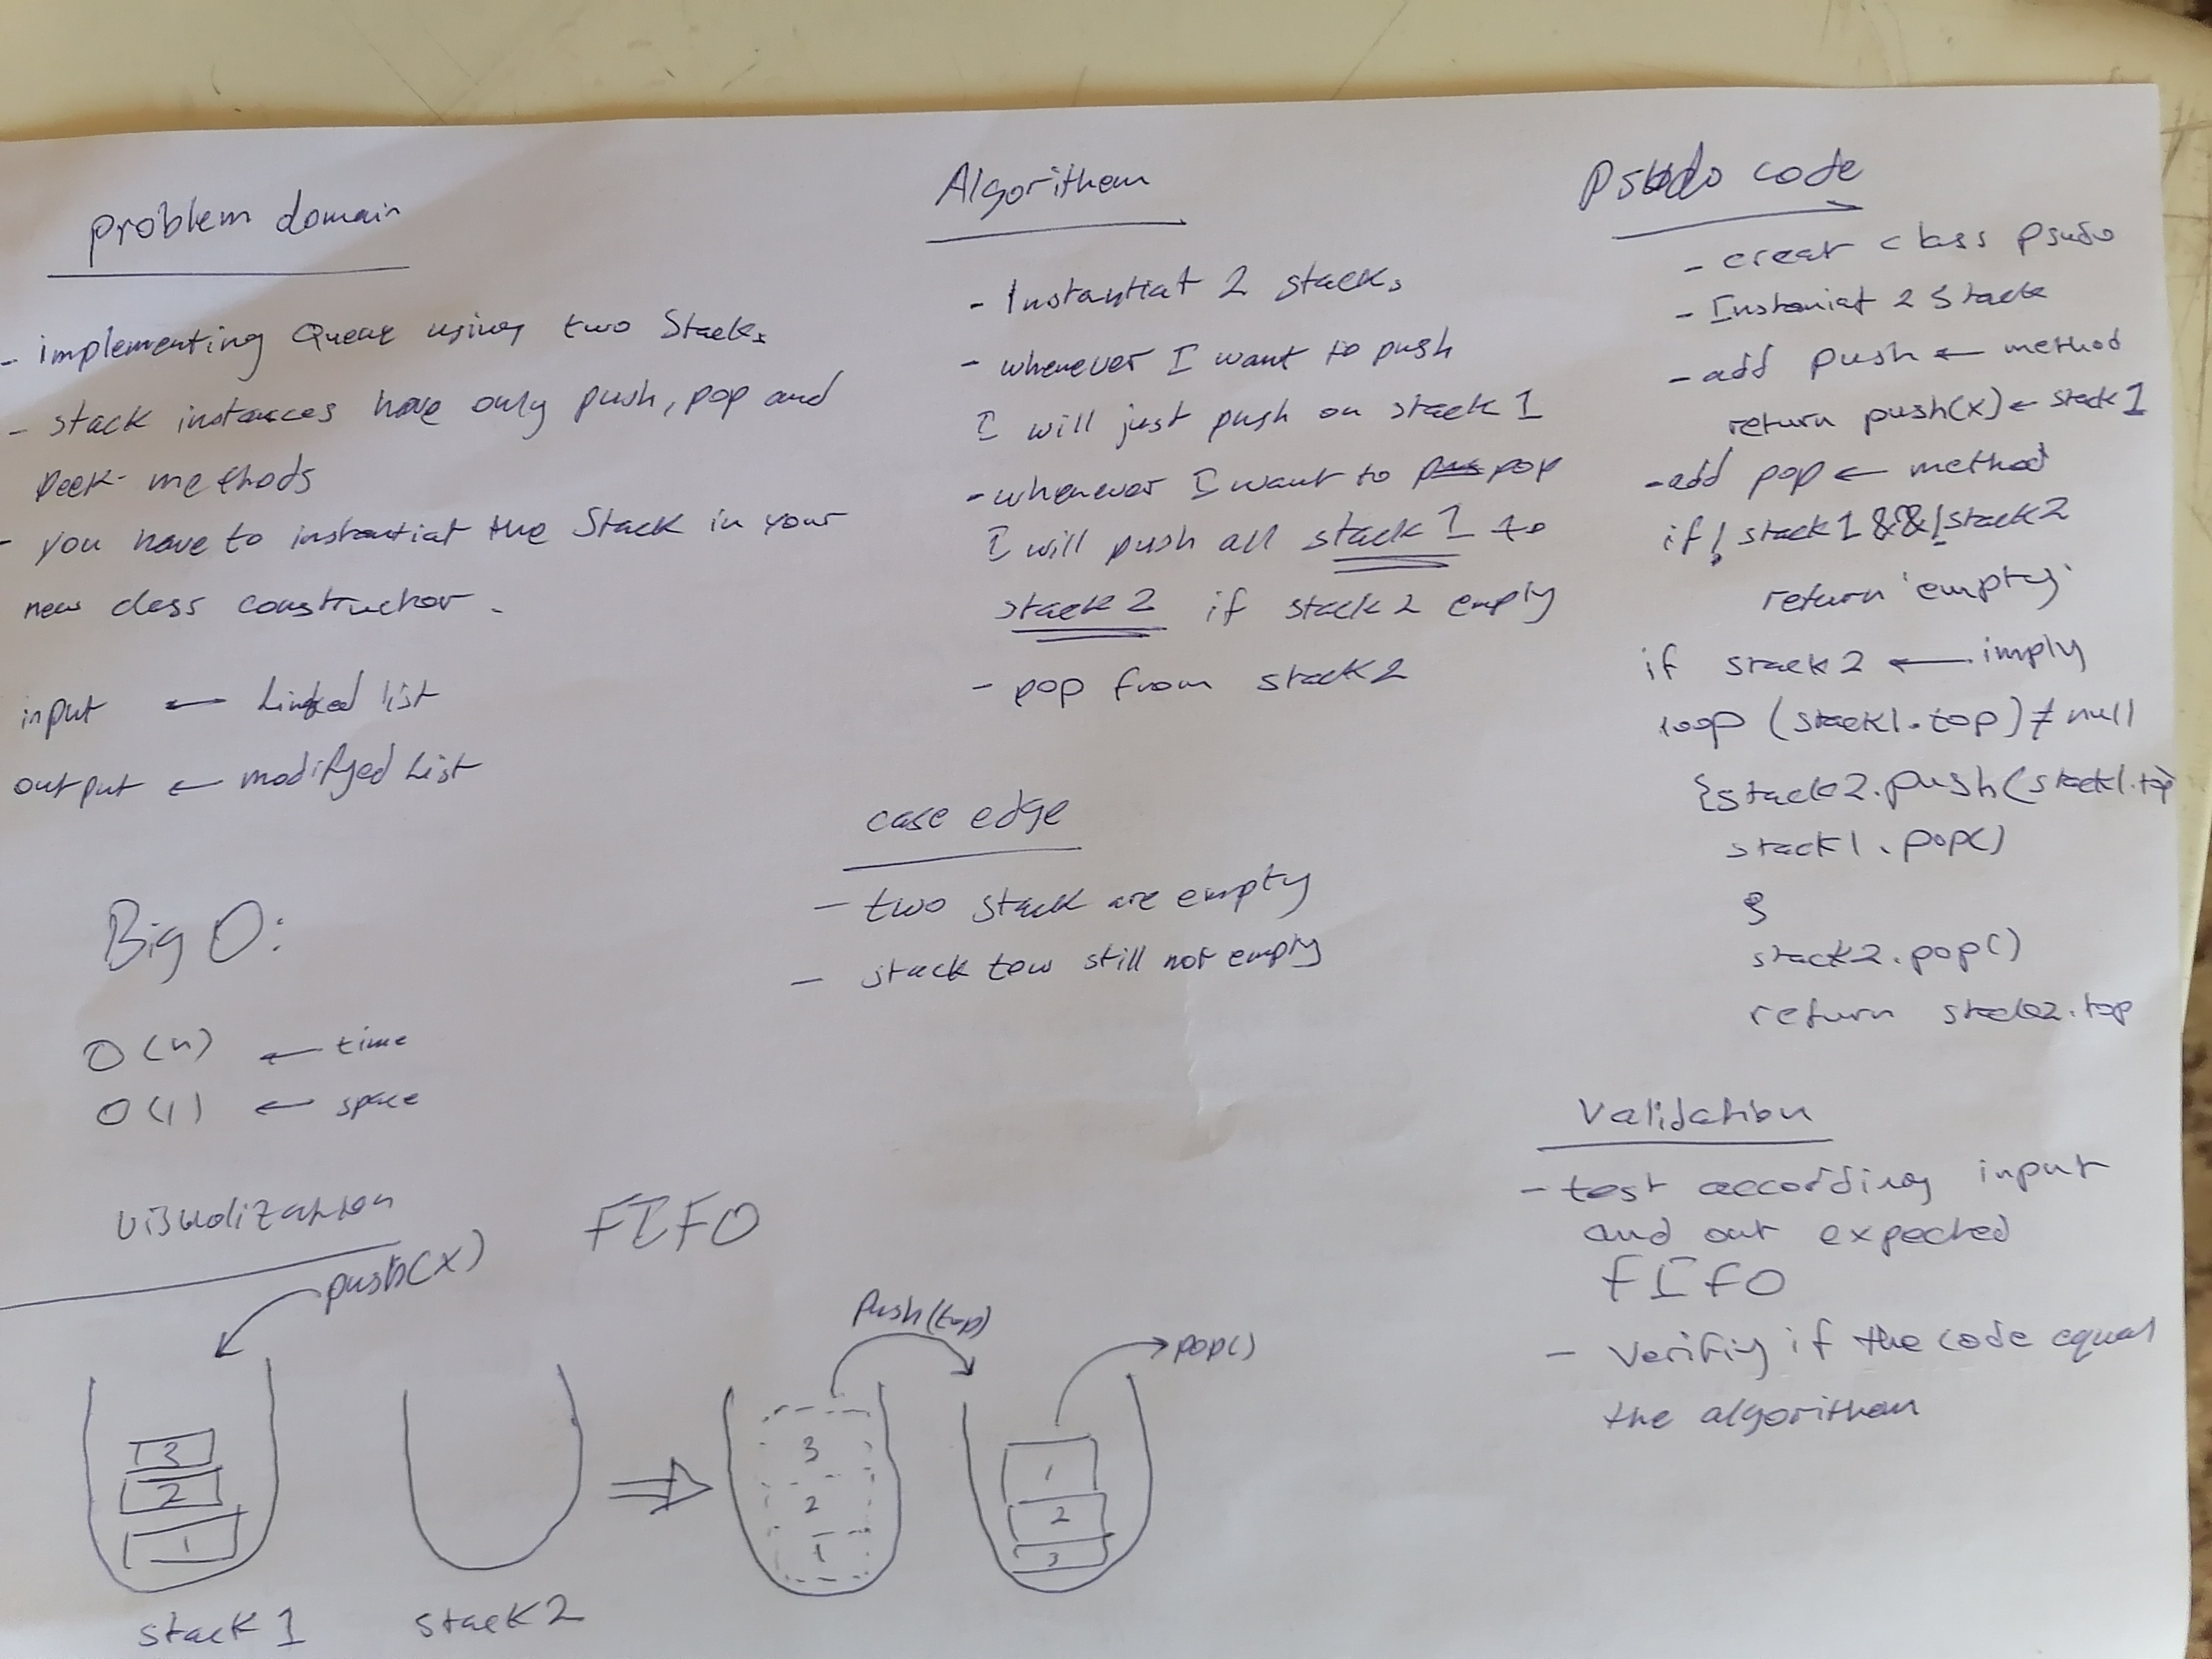 problem domain
- implementing Queue using two Stacks
- stack instances have only push, pop and
peek methods
- you have to instantiat the Stack in your
new class constructor.
input ← Linked list
output ← modifyed List
Big O:
O(n) ← time
O(1) ← space
Algorithem
- Instantiat 2 stacks
- whenever I want to push
I will just push on stack 1
- whenever I want to pop
I will push all stack 1 to
stack 2 if stack 2 empty
- pop from stack 2
case edge
- two stack are empty
- stack tow still not empty
Psudo code
- creat class psudo
- Instaniat 2 Stack
- add push ← method
return push(x) ← stack 1
- add pop ← method
if ! stack1 && !stack2
return 'empty'
if stack2 ← imply
loop (stack1.top) ≠ null
{stack2.push(stack1.top
stack1.pop()
}
stack2.pop()
return stack2.top
Validation
- test according input
and out expected
FIFO
- Verifiy if the code equal
the algorithem
visualization
FIFO
push(x)
push(top)
pop()
3
2
1
3
2
1
1
2
3
stack 1
stack 2